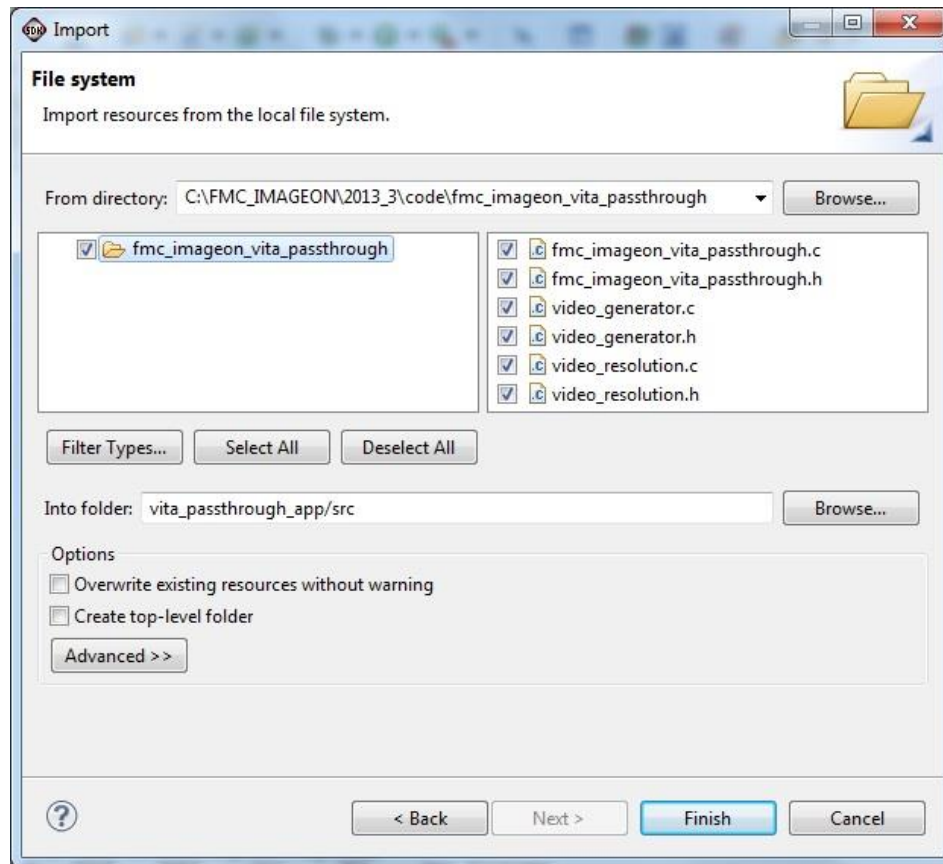 SDK Import
File system
Import resources from the local file system.
From directory: C:\FMC_IMAGEON\2013_3\code\fmc_imageon_vita_passthrough Browse...
fmc_imageon_vita_passthrough
.c fmc_imageon_vita_passthrough.c
.c fmc_imageon_vita_passthrough.h
.c video_generator.c
.c video_generator.h
.c video_resolution.c
.c video_resolution.h
Filter Types... Select All Deselect All
Into folder: vita_passthrough_app/src Browse...
Options
Overwrite existing resources without warning
Create top-level folder
Advanced >>
? < Back Next > Finish Cancel